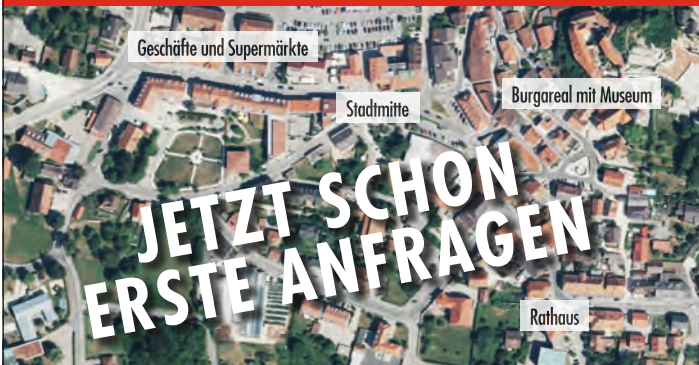 Geschäfte und Supermärkte
Stadtmitte
Burgareal mit Museum
JETZT SCHON
ERSTE ANFRAGEN
Rathaus